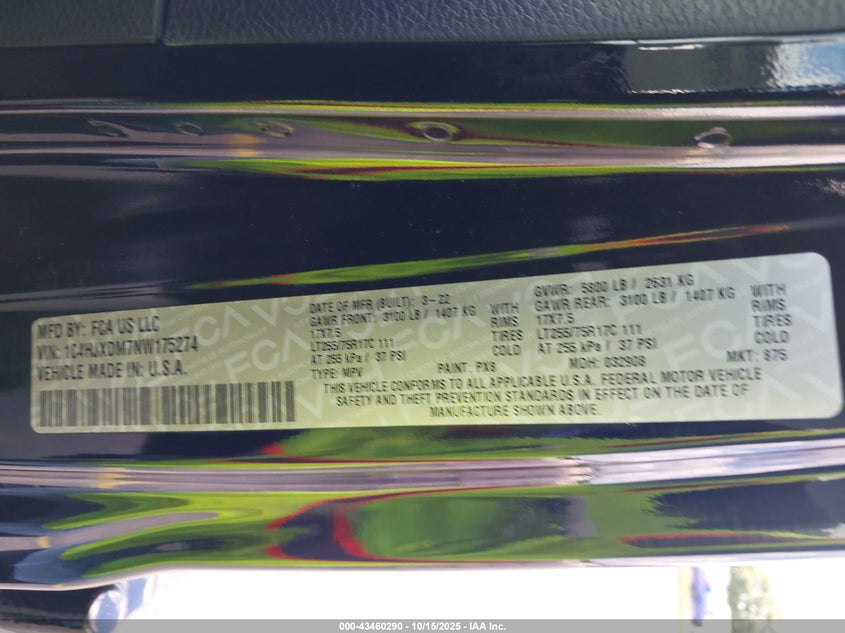 MFD BY: FCA US LLC
VIN: 1C4HJXDM7NW175274
VEHICLE MADE IN: U.S.A.
DATE OF MFR (BUILT): 3-22
GAWR FRONT: 3100 LB / 1407 KG WITH
17X7.5 RIMS
LT255/75R17C 111 TIRES
AT 255 kPa / 37 PSI COLD
TYPE: MPV
GVWR: 5800 LB / 2631 KG
GAWR REAR: 3100 LB / 1407 KG WITH
17X7.5 RIMS
LT255/75R17C 111 TIRES
AT 255 kPa / 37 PSI COLD
PAINT: PX8 MDH: 032908 MKT: 875
THIS VEHICLE CONFORMS TO ALL APPLICABLE U.S.A. FEDERAL MOTOR VEHICLE
SAFETY AND THEFT PREVENTION STANDARDS IN EFFECT ON THE DATE OF
MANUFACTURE SHOWN ABOVE.
000-43460290 - 10/15/2025 - IAA Inc.